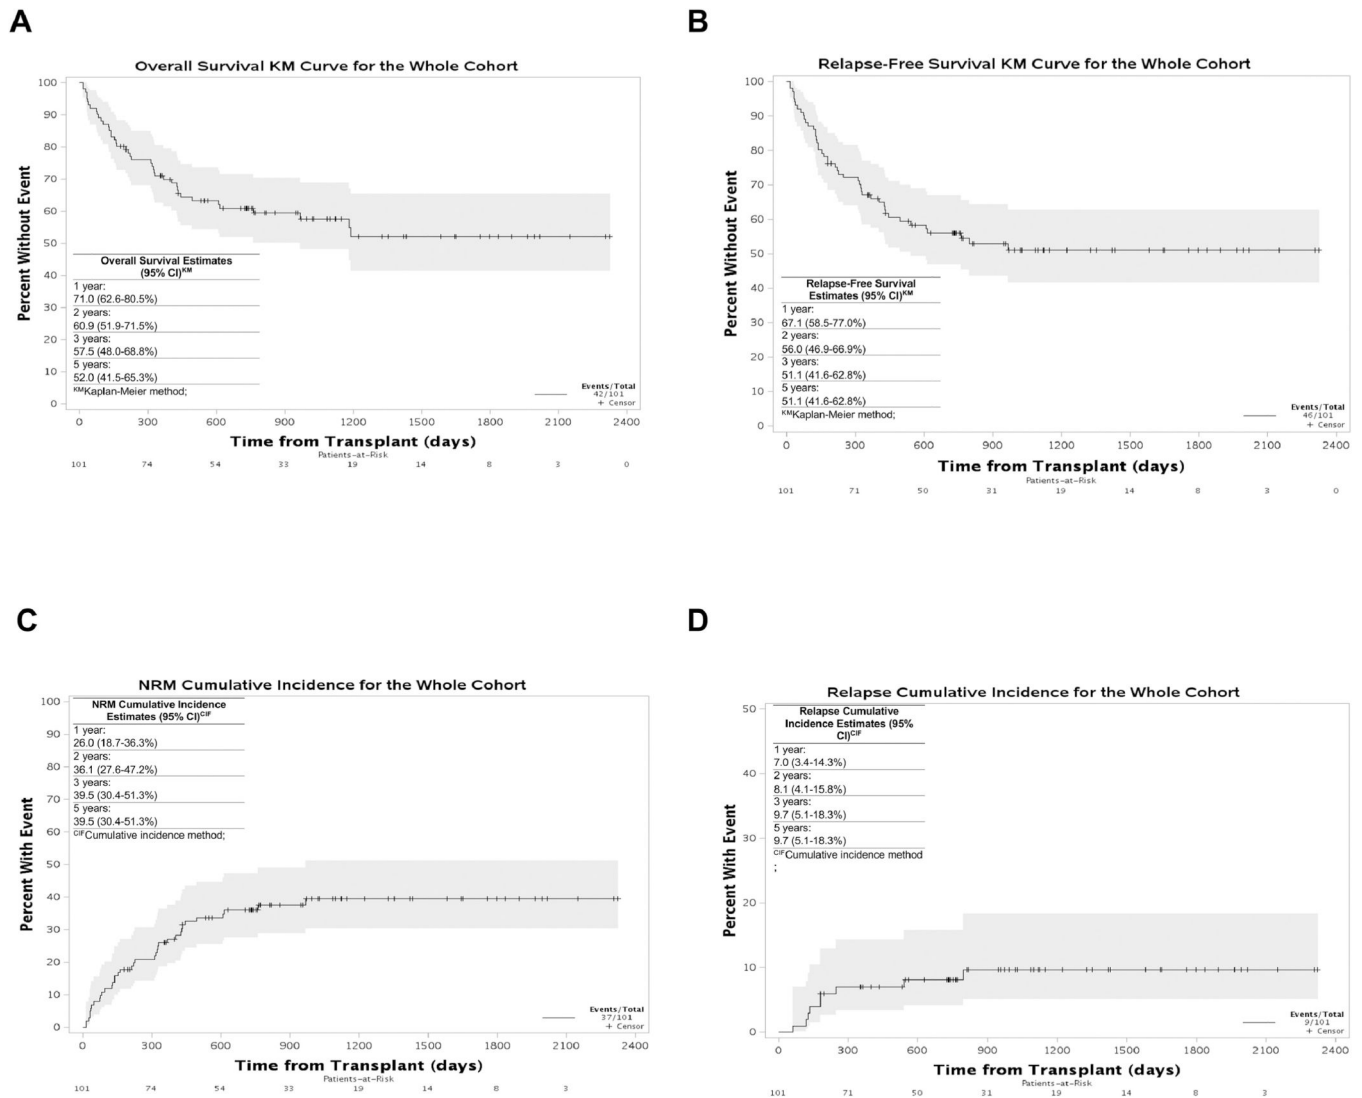 A
Overall Survival KM Curve for the Whole Cohort
Percent Without Event
100
90
80
70
60
50
40
30
20
10
0
Overall Survival Estimates
(95% CI)KM
1 year:
71.0 (62.6-80.5%)
2 years:
60.9 (51.9-71.5%)
3 years:
57.5 (48.0-68.8%)
5 years:
52.0 (41.5-65.3%)
KMKaplan-Meier method;
Events/Total
42/101
+ Censor
0 300 600 900 1200 1500 1800 2100 2400
Time from Transplant (days)
Patients-at-Risk
101 74 54 33 19 14 8 3 0
B
Relapse-Free Survival KM Curve for the Whole Cohort
Percent Without Event
100
90
80
70
60
50
40
30
20
10
0
Relapse-Free Survival
Estimates (95% CI)KM
1 year:
67.1 (58.5-77.0%)
2 years:
56.0 (46.9-66.9%)
3 years:
51.1 (41.6-62.8%)
5 years:
51.1 (41.6-62.8%)
KMKaplan-Meier method;
Events/Total
46/101
+ Censor
0 300 600 900 1200 1500 1800 2100 2400
Time from Transplant (days)
Patients-at-Risk
101 71 50 31 19 14 8 3 0
C
NRM Cumulative Incidence for the Whole Cohort
Percent With Event
100
90
80
70
60
50
40
30
20
10
0
NRM Cumulative Incidence
Estimates (95% CI)CIF
1 year:
26.0 (18.7-36.3%)
2 years:
36.1 (27.6-47.2%)
3 years:
39.5 (30.4-51.3%)
5 years:
39.5 (30.4-51.3%)
CIFCumulative incidence method;
Events/Total
37/101
+ Censor
0 300 600 900 1200 1500 1800 2100 2400
Time from Transplant (days)
Patients-at-Risk
101 74 54 33 19 14 8 3
D
Relapse Cumulative Incidence for the Whole Cohort
Percent With Event
50
40
30
20
10
0
Relapse Cumulative
Incidence Estimates (95%
CI)CIF
1 year:
7.0 (3.4-14.3%)
2 years:
8.1 (4.1-15.8%)
3 years:
9.7 (5.1-18.3%)
5 years:
9.7 (5.1-18.3%)
CIFCumulative incidence method
;
Events/Total
9/101
+ Censor
0 300 600 900 1200 1500 1800 2100 2400
Time from Transplant (days)
Patients-at-Risk
101 71 50 31 19 14 8 3